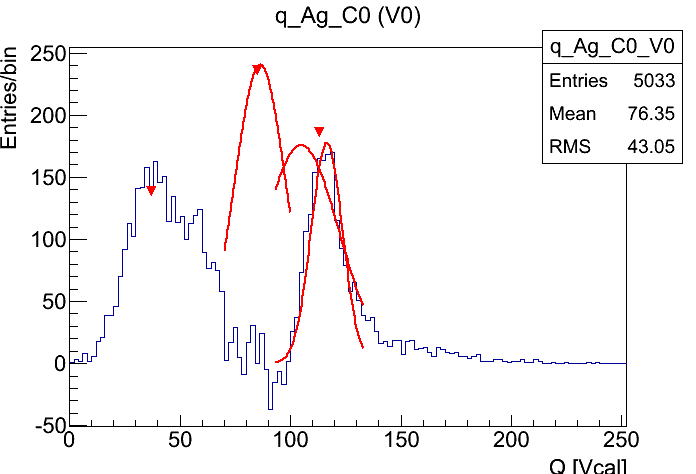 q_Ag_C0 (V0)
Entries/bin
250
200
150
100
50
0
-50
0 50 100 150 200 250
Q [Vcal]
q_Ag_C0_V0
Entries 5033
Mean 76.35
RMS 43.05